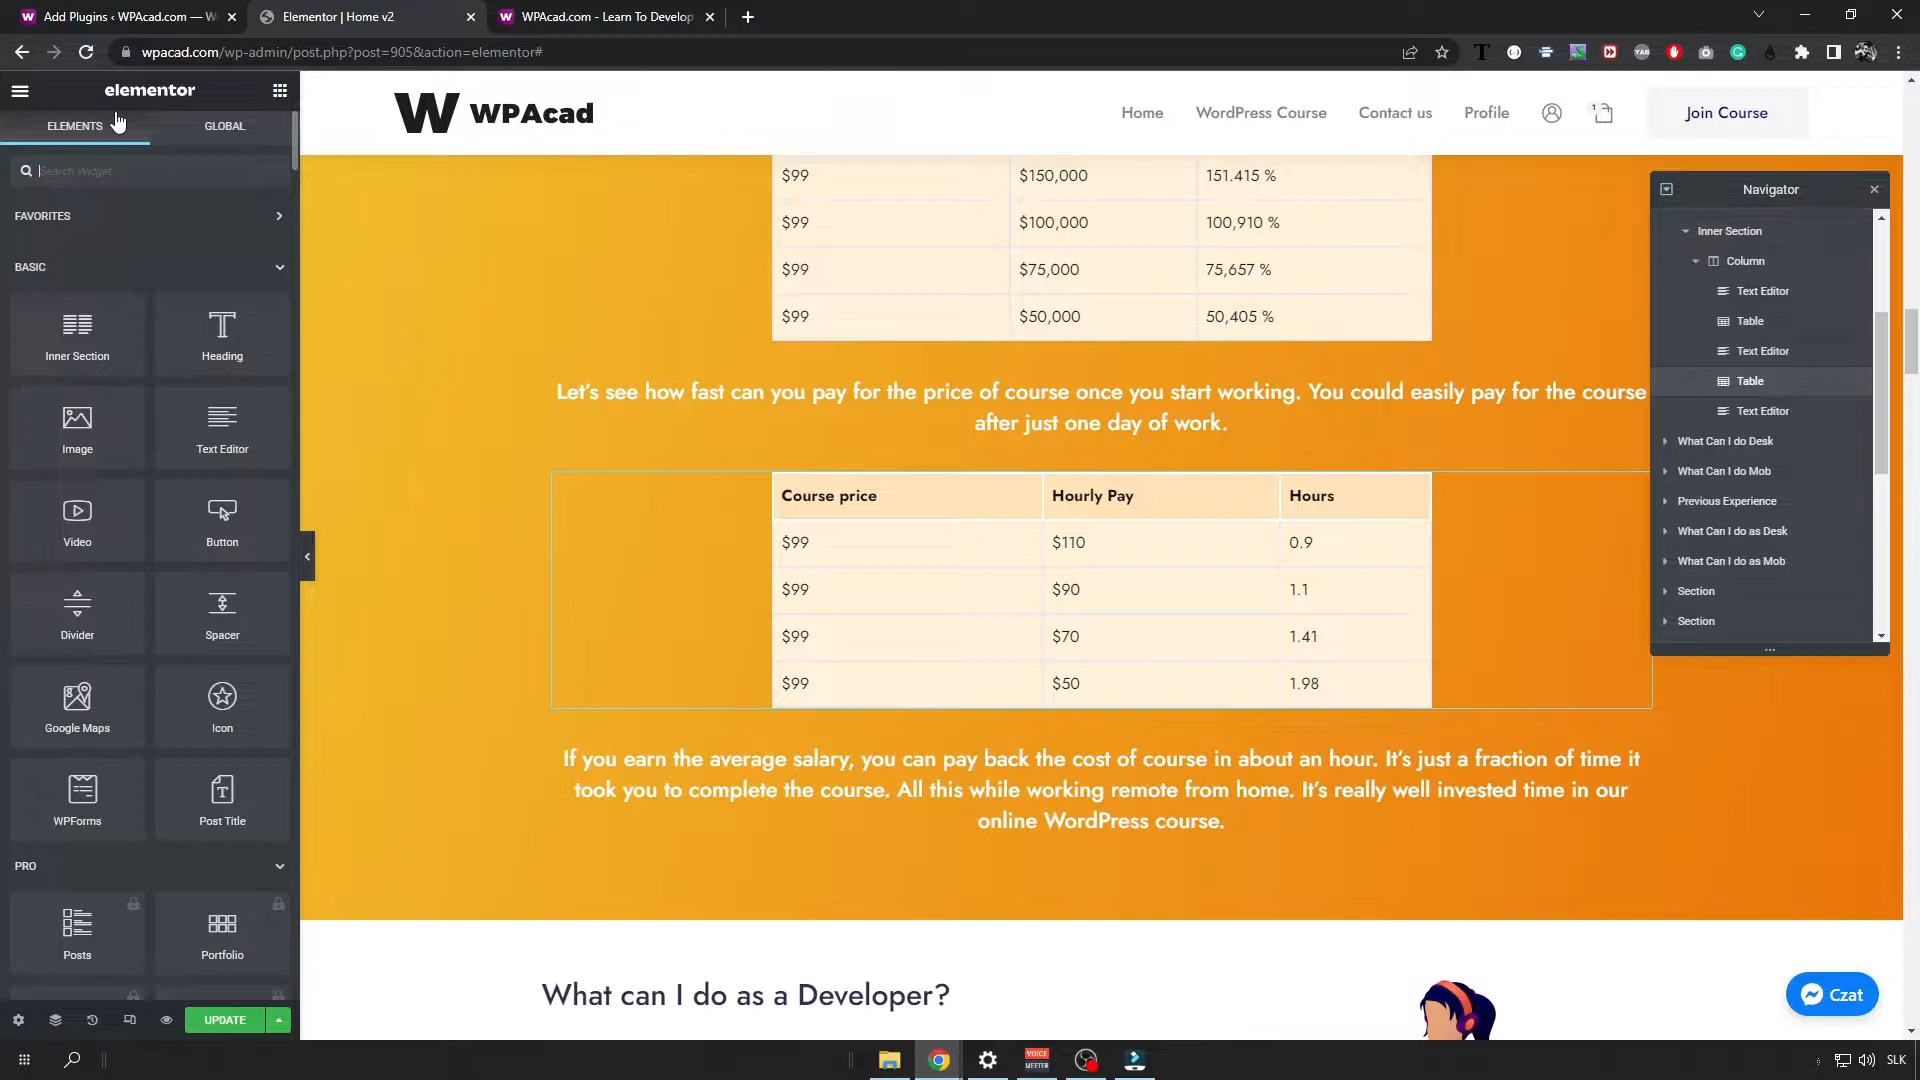 Add Plugins ‹ WPAcad.com — W
Elementor | Home v2
WPAcad.com - Learn To Develop
wpacad.com/wp-admin/post.php?post=905&action=elementor#
elementor
ELEMENTS
GLOBAL
Search Widget
FAVORITES
BASIC
Inner Section
Heading
Image
Text Editor
Video
Button
Divider
Spacer
Google Maps
Icon
WPForms
Post Title
PRO
Posts
Portfolio
UPDATE
W WPAcad
Home
WordPress Course
Contact us
Profile
1
Join Course
$99 $150,000 151.415 %
$99 $100,000 100,910 %
$99 $75,000 75,657 %
$99 $50,000 50,405 %
Let's see how fast can you pay for the price of course once you start working. You could easily pay for the course
after just one day of work.
Course price Hourly Pay Hours
$99 $110 0.9
$99 $90 1.1
$99 $70 1.41
$99 $50 1.98
If you earn the average salary, you can pay back the cost of course in about an hour. It's just a fraction of time it
took you to complete the course. All this while working remote from home. It's really well invested time in our
online WordPress course.
What can I do as a Developer?
Navigator
Inner Section
Column
Text Editor
Table
Text Editor
Table
Text Editor
What Can I do Desk
What Can I do Mob
Previous Experience
What Can I do as Desk
What Can I do as Mob
Section
Section
Czat
VOICE
MEETER
SLK